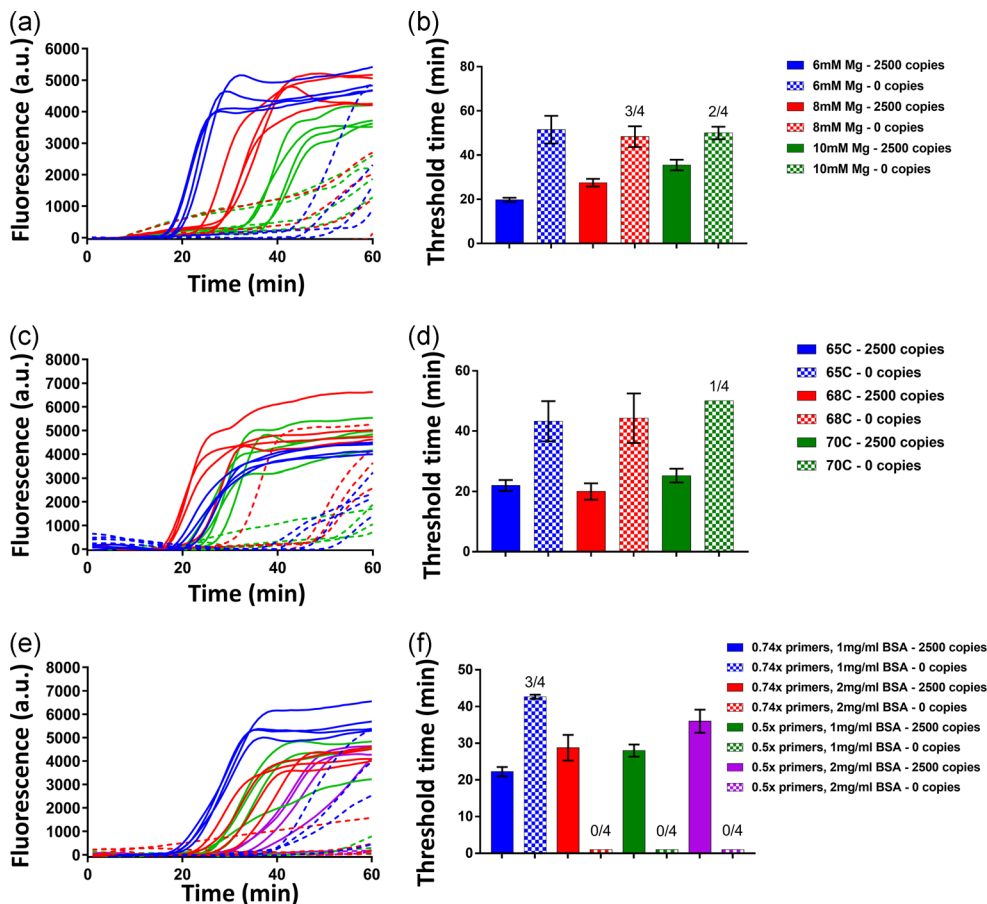 (a)
Fluorescence (a.u.)
6000
5000
4000
3000
2000
1000
0
0
20
40
60
Time (min)
(b)
Threshold time (min)
80
60
40
20
0
3/4
2/4
6mM Mg - 2500 copies
6mM Mg - 0 copies
8mM Mg - 2500 copies
8mM Mg - 0 copies
10mM Mg - 2500 copies
10mM Mg - 0 copies
(c)
Fluorescence (a.u.)
8000
7000
6000
5000
4000
3000
2000
1000
0
0
20
40
60
Time (min)
(d)
Threshold time (min)
60
40
20
0
1/4
65C - 2500 copies
65C - 0 copies
68C - 2500 copies
68C - 0 copies
70C - 2500 copies
70C - 0 copies
(e)
Fluorescence (a.u.)
8000
7000
6000
5000
4000
3000
2000
1000
0
0
20
40
60
Time (min)
(f)
Threshold time (min)
50
40
30
20
10
0
3/4
0/4
0/4
0/4
0.74x primers, 1mg/ml BSA - 2500 copies
0.74x primers, 1mg/ml BSA - 0 copies
0.74x primers, 2mg/ml BSA - 2500 copies
0.74x primers, 2mg/ml BSA - 0 copies
0.5x primers, 1mg/ml BSA - 2500 copies
0.5x primers, 1mg/ml BSA - 0 copies
0.5x primers, 2mg/ml BSA - 2500 copies
0.5x primers, 2mg/ml BSA - 0 copies